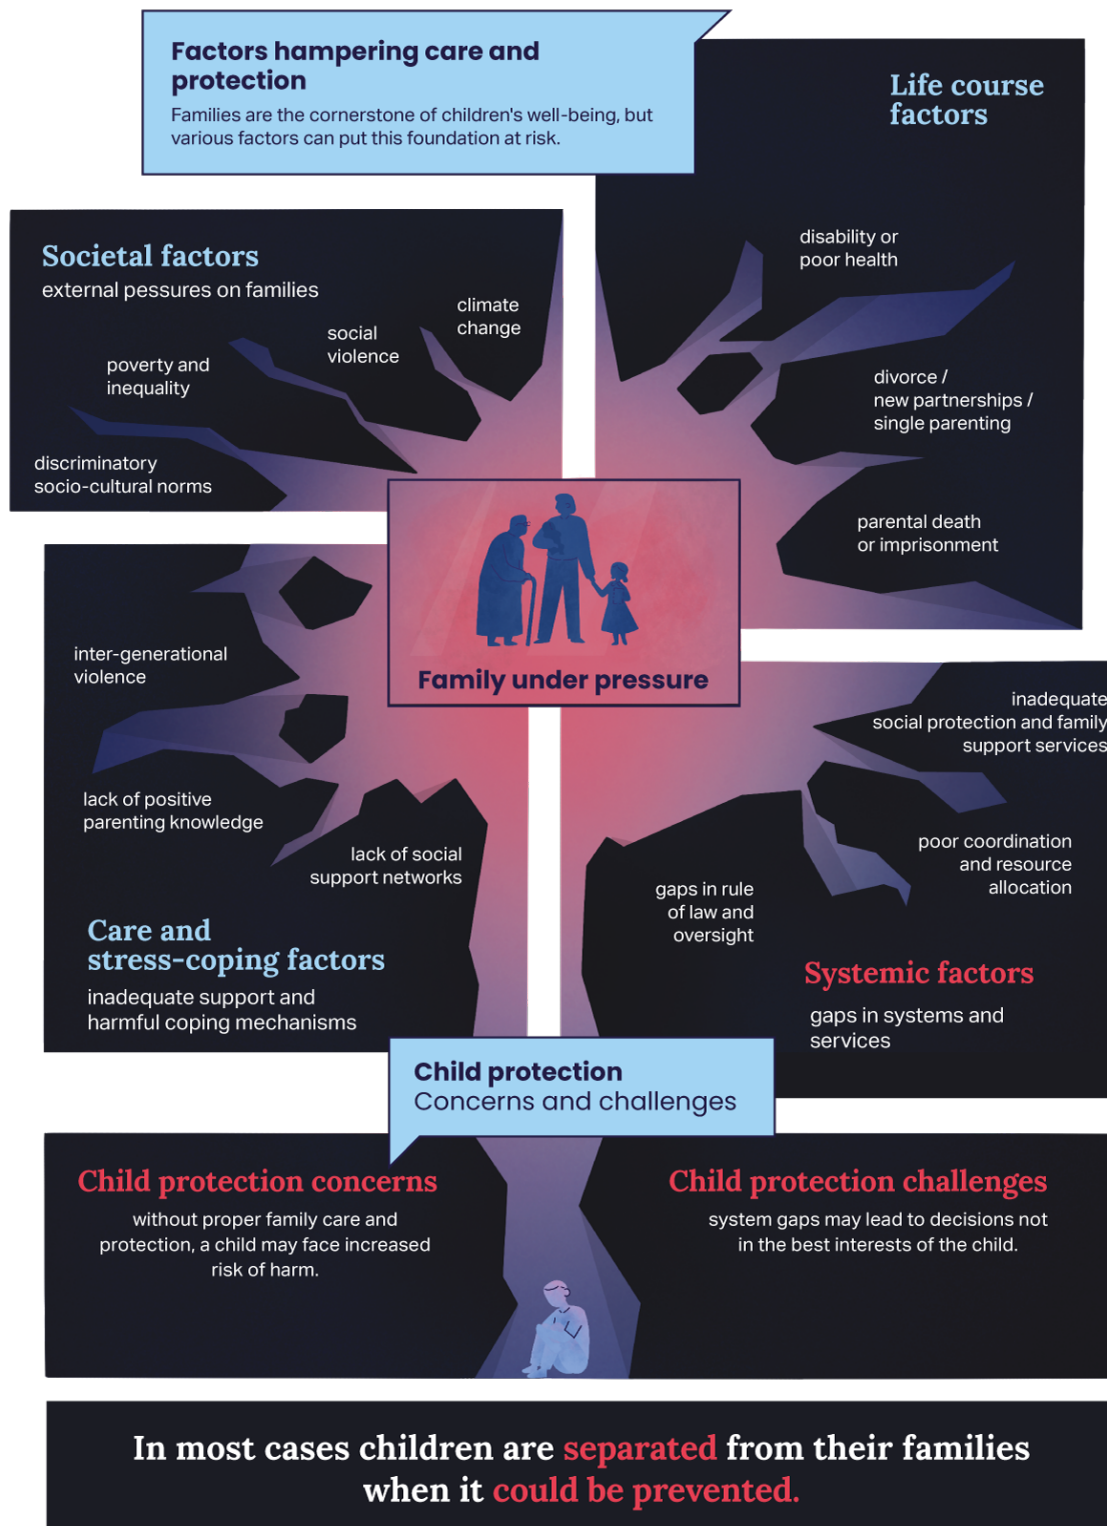 Factors hampering care and
protection
Families are the cornerstone of children's well-being, but
various factors can put this foundation at risk.
Life course
factors
disability or
poor health
divorce /
new partnerships /
single parenting
parental death
or imprisonment
Societal factors
external pessures on families
climate
change
social
violence
poverty and
inequality
discriminatory
socio-cultural norms
Family under pressure
inter-generational
violence
lack of positive
parenting knowledge
lack of social
support networks
Care and
stress-coping factors
inadequate support and
harmful coping mechanisms
inadequate
social protection and family
support services
poor coordination
and resource
allocation
gaps in rule
of law and
oversight
Systemic factors
gaps in systems and
services
Child protection
Concerns and challenges
Child protection concerns
without proper family care and
protection, a child may face increased
risk of harm.
Child protection challenges
system gaps may lead to decisions not
in the best interests of the child.
In most cases children are separated from their families
when it could be prevented.